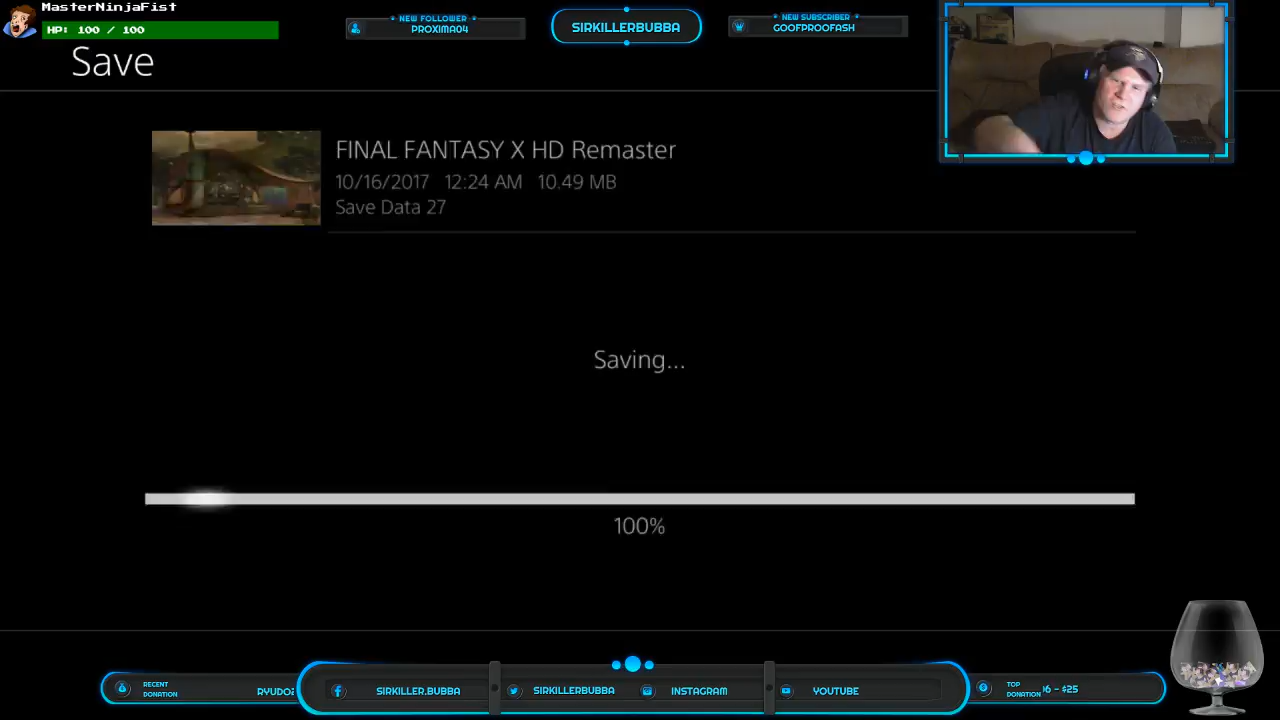 MasterNinjaFist
HP: 100 / 100
NEW FOLLOWER
PROXIMA04
SIRKILLERBUBBA
NEW SUBSCRIBER
GOOFPROOFASH
Save
FINAL FANTASY X HD Remaster
10/16/2017 12:24 AM 10.49 MB
Save Data 27
Saving...
100%
RECENT
DONATION
SIRKILLER.BUBBA
SIRKILLERBUBBA
INSTAGRAM
YOUTUBE
TOP
DONATION
- $25